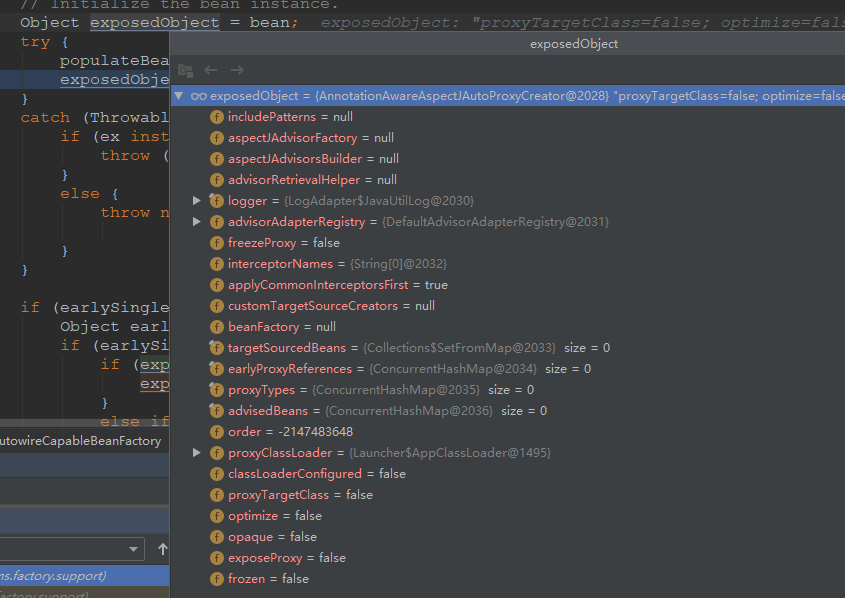 // Initialize the bean instance.
Object exposedObject = bean; exposedObject: "proxyTargetClass=false; optimize=fals
try {
populateBea
exposedObje
}
catch (Throwabl
if (ex inst
throw (
}
else {
throw n
}
}
if (earlySingle
Object earl
if (earlySi
if (exp
exp
}
else if
utowireCapableBeanFactory
ns.factory.support)
factory.support)
exposedObject
exposedObject = {AnnotationAwareAspectJAutoProxyCreator@2028} "proxyTargetClass=false; optimize=false
includePatterns = null
aspectJAdvisorFactory = null
aspectJAdvisorsBuilder = null
advisorRetrievalHelper = null
logger = {LogAdapter$JavaUtilLog@2030}
advisorAdapterRegistry = {DefaultAdvisorAdapterRegistry@2031}
freezeProxy = false
interceptorNames = {String[0]@2032}
applyCommonInterceptorsFirst = true
customTargetSourceCreators = null
beanFactory = null
targetSourcedBeans = {Collections$SetFromMap@2033} size = 0
earlyProxyReferences = {ConcurrentHashMap@2034} size = 0
proxyTypes = {ConcurrentHashMap@2035} size = 0
advisedBeans = {ConcurrentHashMap@2036} size = 0
order = -2147483648
proxyClassLoader = {Launcher$AppClassLoader@1495}
classLoaderConfigured = false
proxyTargetClass = false
optimize = false
opaque = false
exposeProxy = false
frozen = false